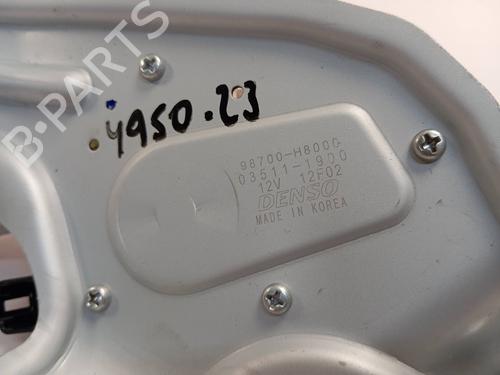 B-PARTS
4950.23
98700-H8000
03511-1900
12V 12F02
DENSO
MADE IN KOREA